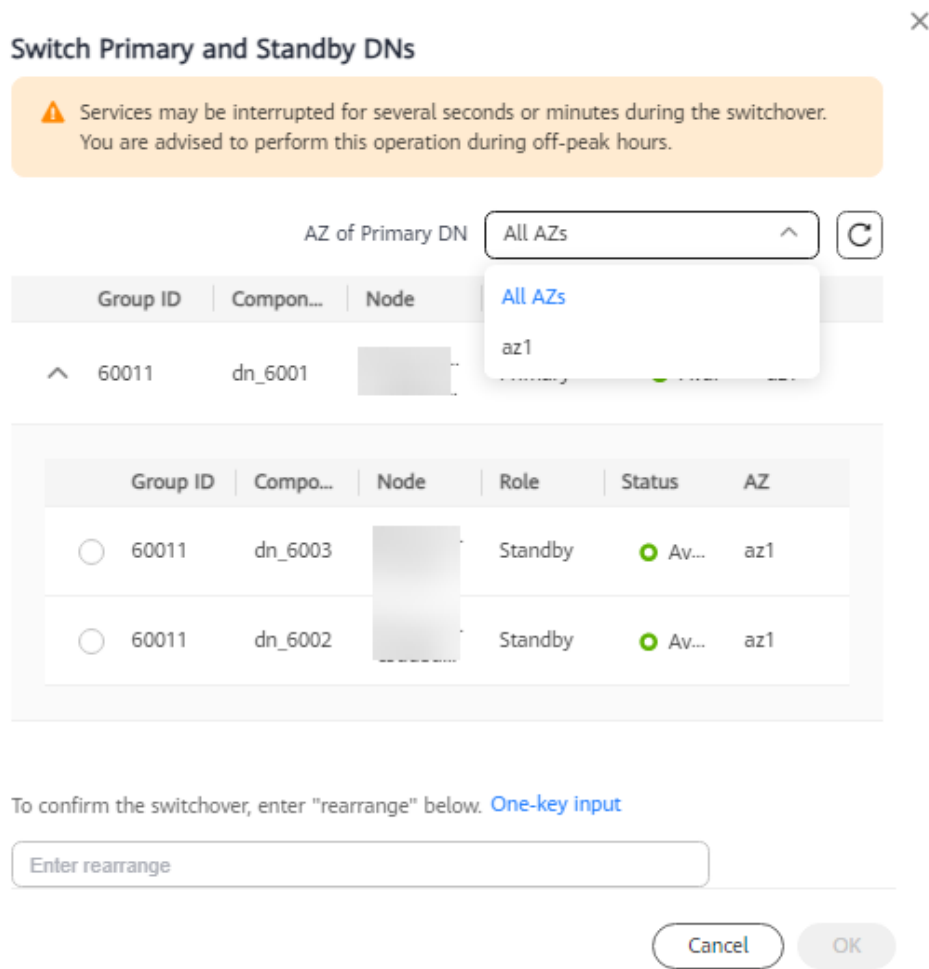 Switch Primary and Standby DNs
Services may be interrupted for several seconds or minutes during the switchover.
You are advised to perform this operation during off-peak hours.
AZ of Primary DN All AZs
All AZs
az1
Group ID Compon... Node
60011 dn_6001
Group ID Compo... Node Role Status AZ
60011 dn_6003 Standby Av... az1
60011 dn_6002 Standby Av... az1
To confirm the switchover, enter "rearrange" below. One-key input
Enter rearrange
Cancel OK